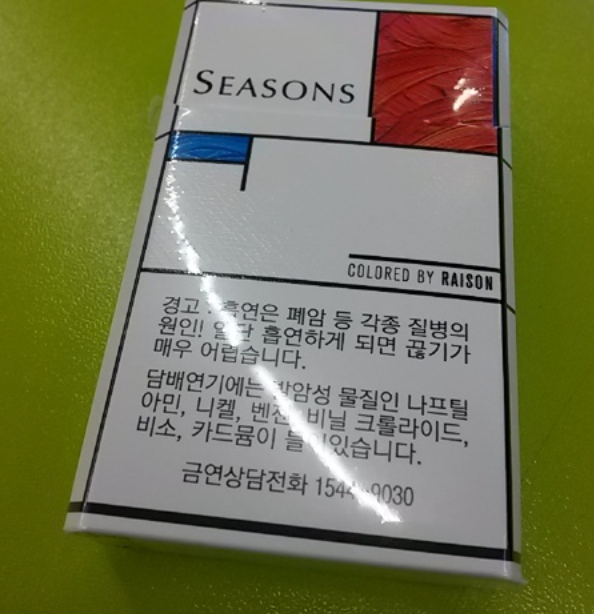 SEASONS
COLORED BY RAISON
경고 : 흡연은 폐암 등 각종 질병의
원인! 일단 흡연하게 되면 끊기가
매우 어렵습니다.
담배연기에는 발암성 물질인 나프틸
아민, 니켈, 벤젠, 비닐 크롤라이드,
비소, 카드뮴이 들어있습니다.
금연상담전화 1544-9030